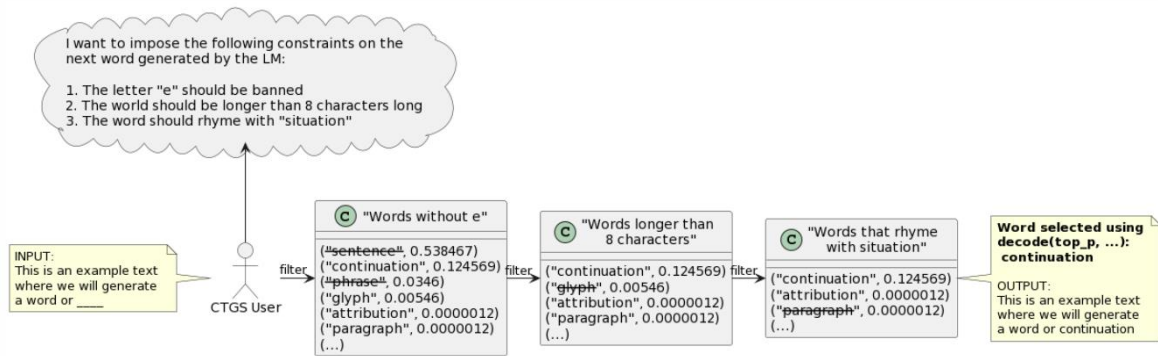 I want to impose the following constraints on the
next word generated by the LM:
1. The letter "e" should be banned
2. The world should be longer than 8 characters long
3. The word should rhyme with "situation"
INPUT:
This is an example text
where we will generate
a word or ____
CTGS User
filter
C "Words without e"
("sentence", 0.538467)
("continuation", 0.124569)
("phrase", 0.0346)
("glyph", 0.00546)
("attribution", 0.0000012)
("paragraph", 0.0000012)
(...)
filter
C "Words longer than
8 characters"
("continuation", 0.124569)
("glyph", 0.00546)
("attribution", 0.0000012)
("paragraph", 0.0000012)
(...)
filter
C "Words that rhyme
with situation"
("continuation", 0.124569)
("attribution", 0.0000012)
("paragraph", 0.0000012)
(...)
Word selected using
decode(top_p, ...):
continuation
OUTPUT:
This is an example text
where we will generate
a word or continuation